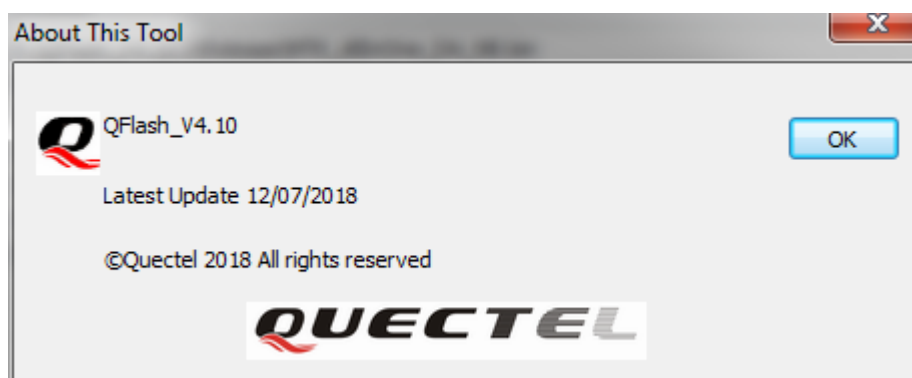 About This Tool
QFlash_V4.10
OK
Latest Update 12/07/2018
©Quectel 2018 All rights reserved
QUECTEL